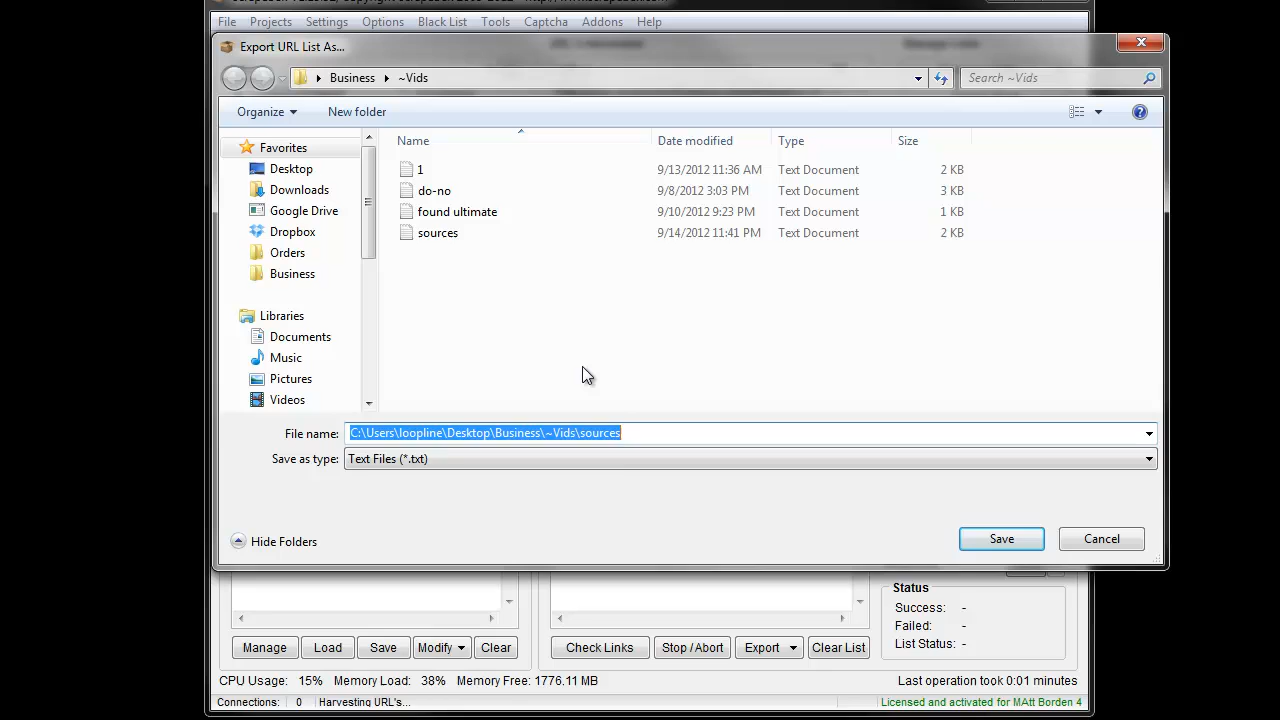 File Projects Settings Options Black List Tools Captcha Addons Help
Export URL List As...
Business ~Vids Search ~Vids
Organize New folder
Name Date modified Type Size
Favorites
Desktop
Downloads
Google Drive
Dropbox
Orders
Business
Libraries
Documents
Music
Pictures
Videos
1 9/13/2012 11:36 AM Text Document 2 KB
do-no 9/8/2012 3:03 PM Text Document 3 KB
found ultimate 9/10/2012 9:23 PM Text Document 1 KB
sources 9/14/2012 11:41 PM Text Document 2 KB
File name: C:\Users\loopline\Desktop\Business\~Vids\sources
Save as type: Text Files (*.txt)
Hide Folders Save Cancel
Status
Success: -
Failed: -
List Status: -
Manage Load Save Modify Clear Check Links Stop / Abort Export Clear List
CPU Usage: 15% Memory Load: 38% Memory Free: 1776.11 MB Last operation took 0:01 minutes
Connections: 0 Harvesting URL's... Licensed and activated for MAtt Borden 4